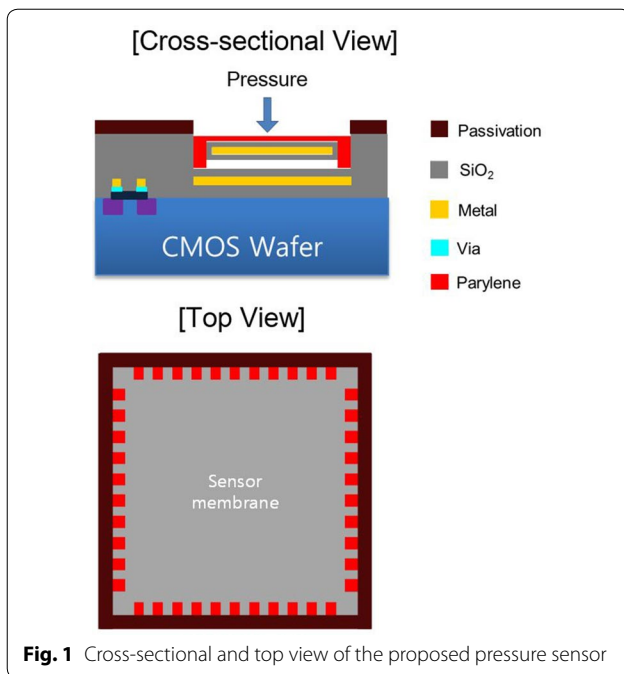 [Cross-sectional View]
Pressure
Passivation
SiO₂
Metal
Via
Parylene
CMOS Wafer
[Top View]
Sensor
membrane
Fig. 1 Cross-sectional and top view of the proposed pressure sensor